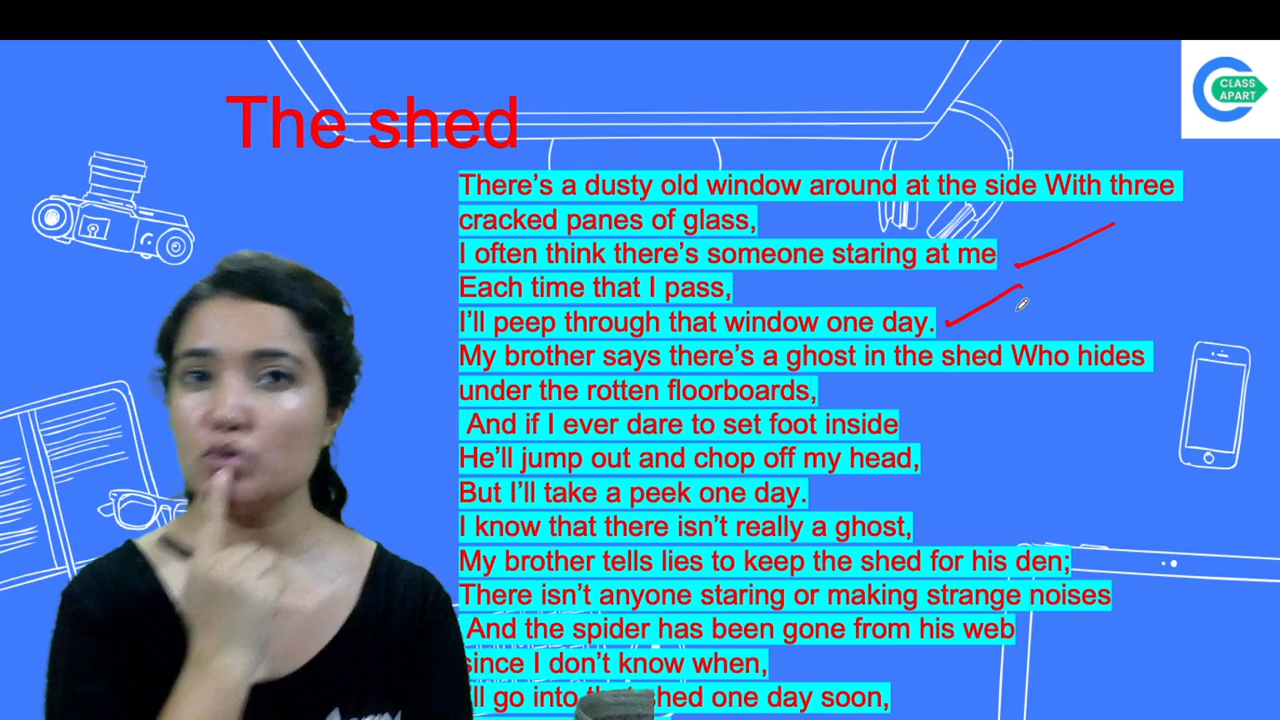 CLASS
APART
The shed
There's a dusty old window around at the side With three
cracked panes of glass,
I often think there's someone staring at me
Each time that I pass,
I'll peep through that window one day.
My brother says there's a ghost in the shed Who hides
under the rotten floorboards,
And if I ever dare to set foot inside
He'll jump out and chop off my head,
But I'll take a peek one day.
I know that there isn't really a ghost,
My brother tells lies to keep the shed for his den;
There isn't anyone staring or making strange noises
And the spider has been gone from his web
since I don't know when,
I'll go into that shed one day soon,